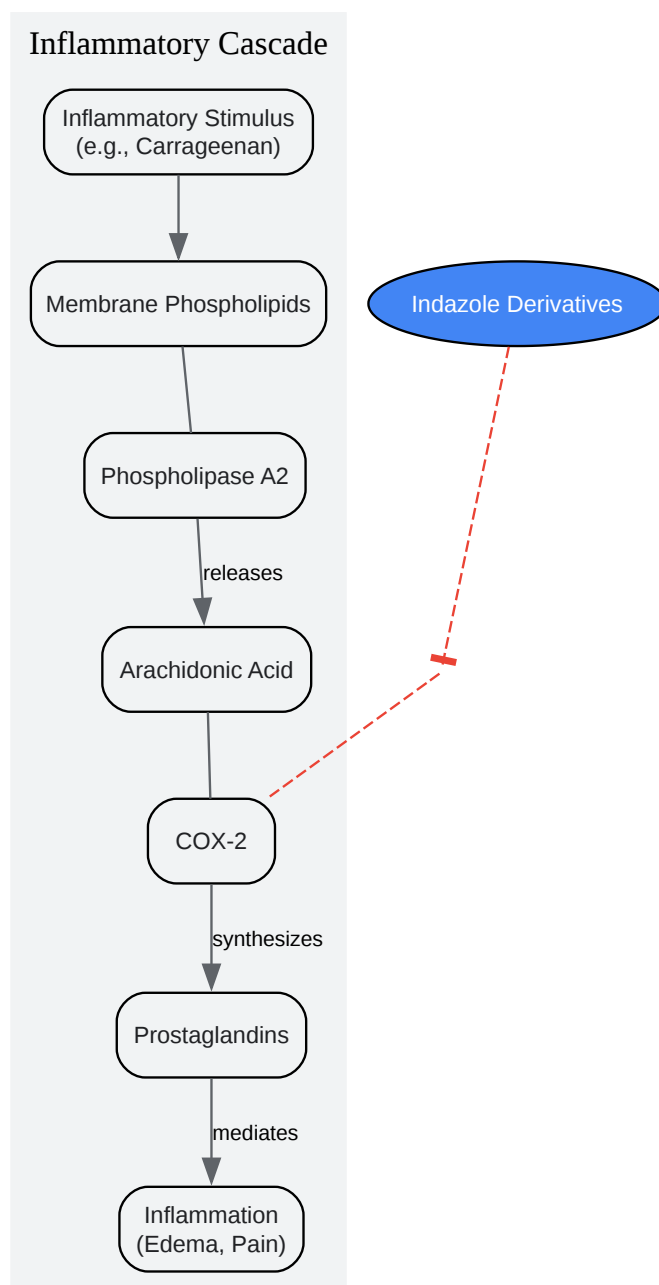 Inflammatory Cascade
Inflammatory Stimulus
(e.g., Carrageenan)
Membrane Phospholipids
Indazole Derivatives
Phospholipase A2
releases
Arachidonic Acid
COX-2
synthesizes
Prostaglandins
mediates
Inflammation
(Edema, Pain)